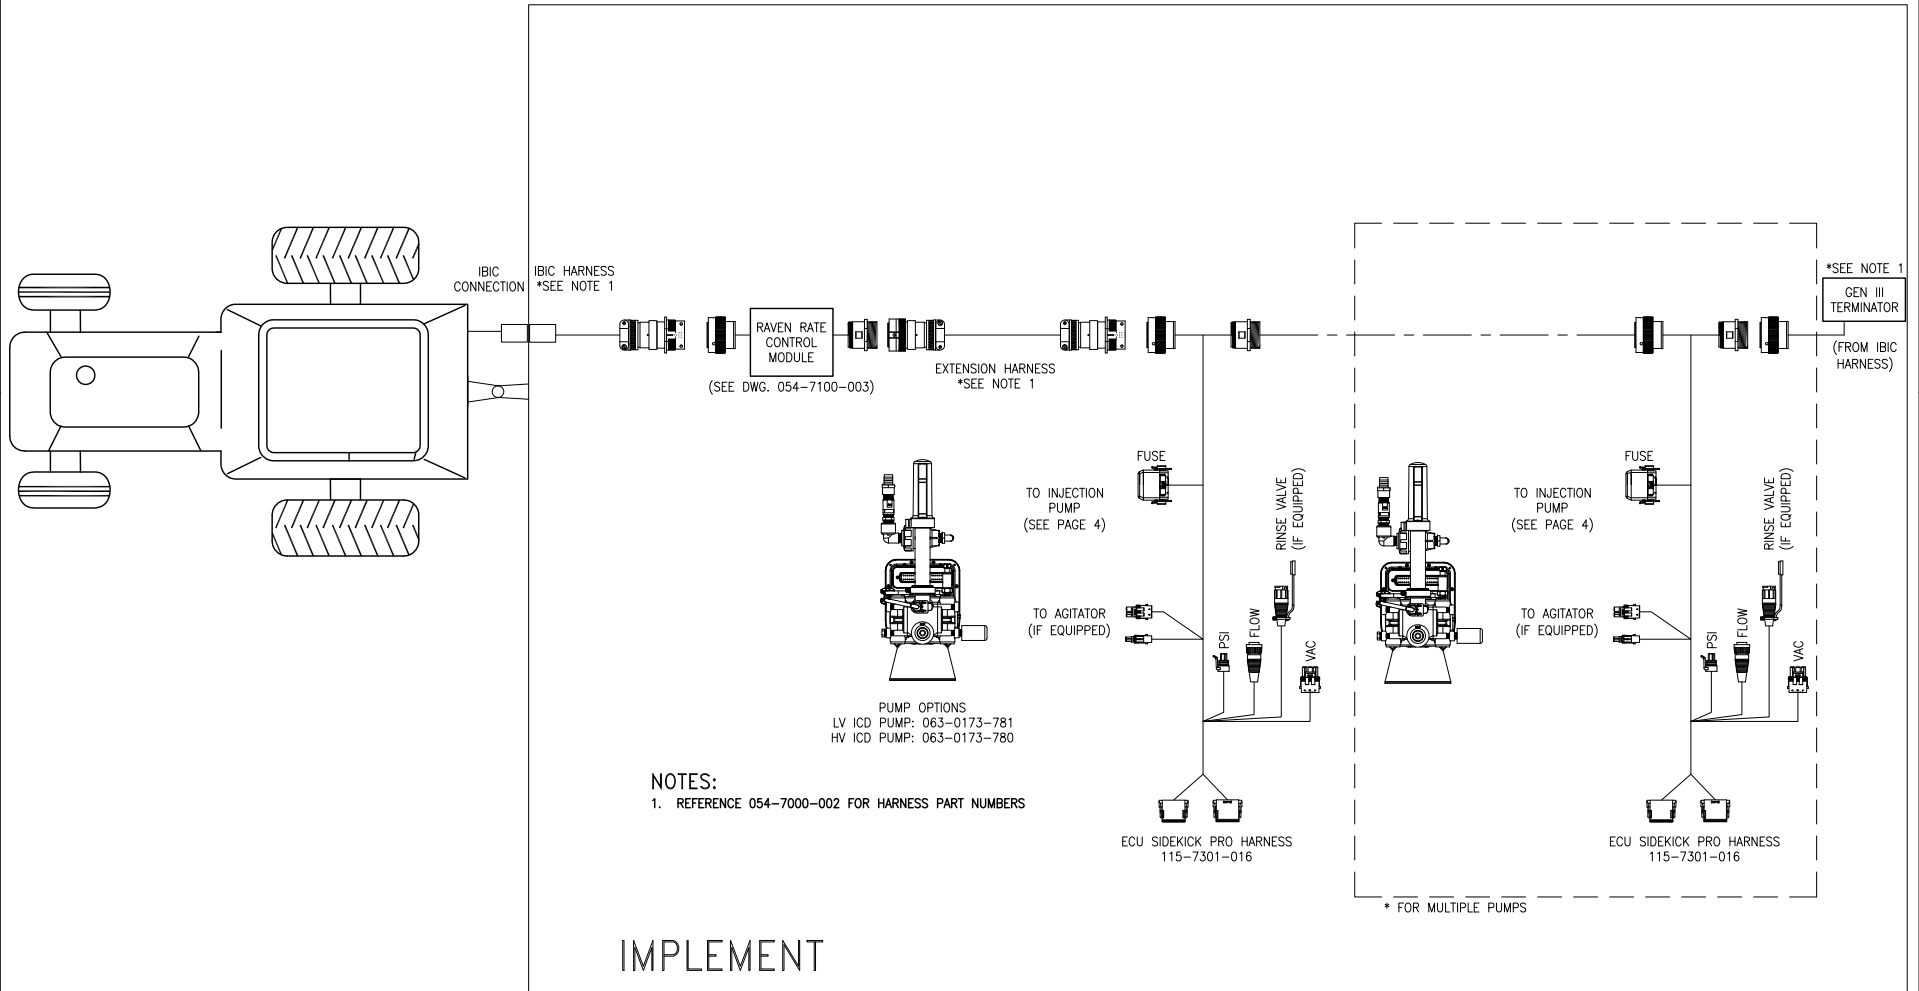 IBIC
CONNECTION
IBIC HARNESS
*SEE NOTE 1
RAVEN RATE
CONTROL
MODULE
(SEE DWG. 054-7100-003)
EXTENSION HARNESS
*SEE NOTE 1
*SEE NOTE 1
GEN III
TERMINATOR
(FROM IBIC
HARNESS)
FUSE
TO INJECTION
PUMP
(SEE PAGE 4)
RINSE VALVE
(IF EQUIPPED)
TO AGITATOR
(IF EQUIPPED)
PSI
FLOW
VAC
FUSE
TO INJECTION
PUMP
(SEE PAGE 4)
RINSE VALVE
(IF EQUIPPED)
TO AGITATOR
(IF EQUIPPED)
PSI
FLOW
VAC
PUMP OPTIONS
LV ICD PUMP: 063-0173-781
HV ICD PUMP: 063-0173-780
NOTES:
1. REFERENCE 054-7000-002 FOR HARNESS PART NUMBERS
ECU SIDEKICK PRO HARNESS
115-7301-016
ECU SIDEKICK PRO HARNESS
115-7301-016
* FOR MULTIPLE PUMPS
IMPLEMENT